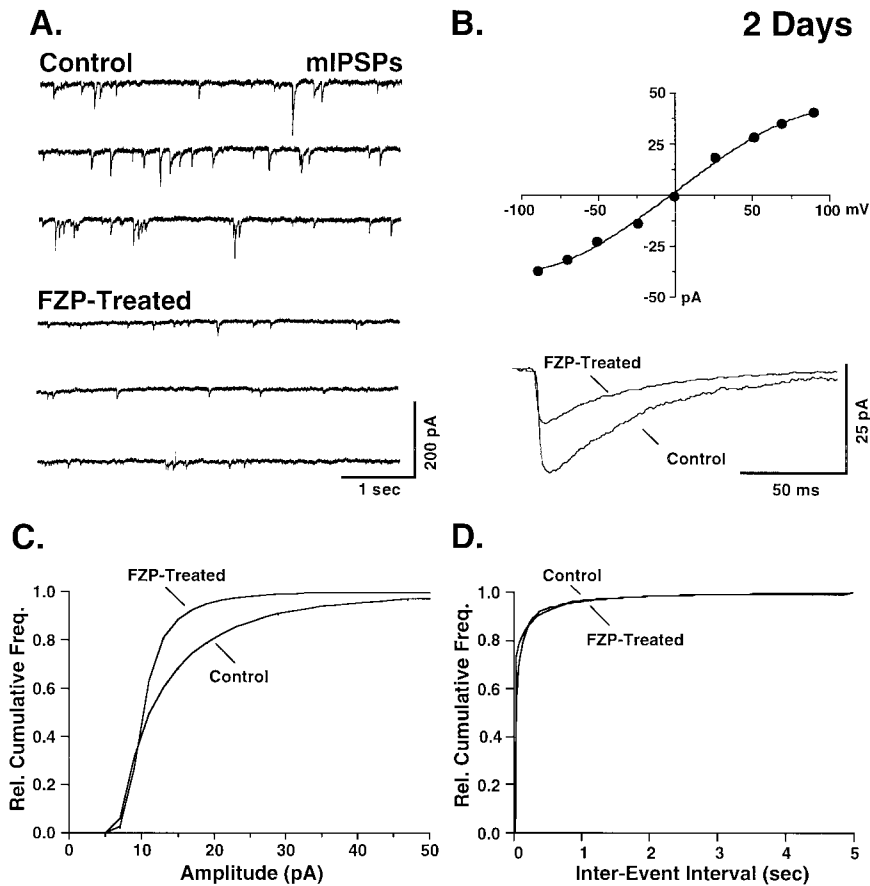 A.
Control
mIPSPs
FZP-Treated
200 pA
1 sec
B.
2 Days
50
25
-100
-50
50
100 mV
-25
-50
pA
FZP-Treated
Control
25 pA
50 ms
C.
FZP-Treated
Control
1.0
0.8
0.6
0.4
0.2
0.0
Rel. Cumulative Freq.
0
10
20
30
40
50
Amplitude (pA)
D.
Control
FZP-Treated
1.0
0.8
0.6
0.4
0.2
0.0
Rel. Cumulative Freq.
0
1
2
3
4
5
Inter-Event Interval (sec)